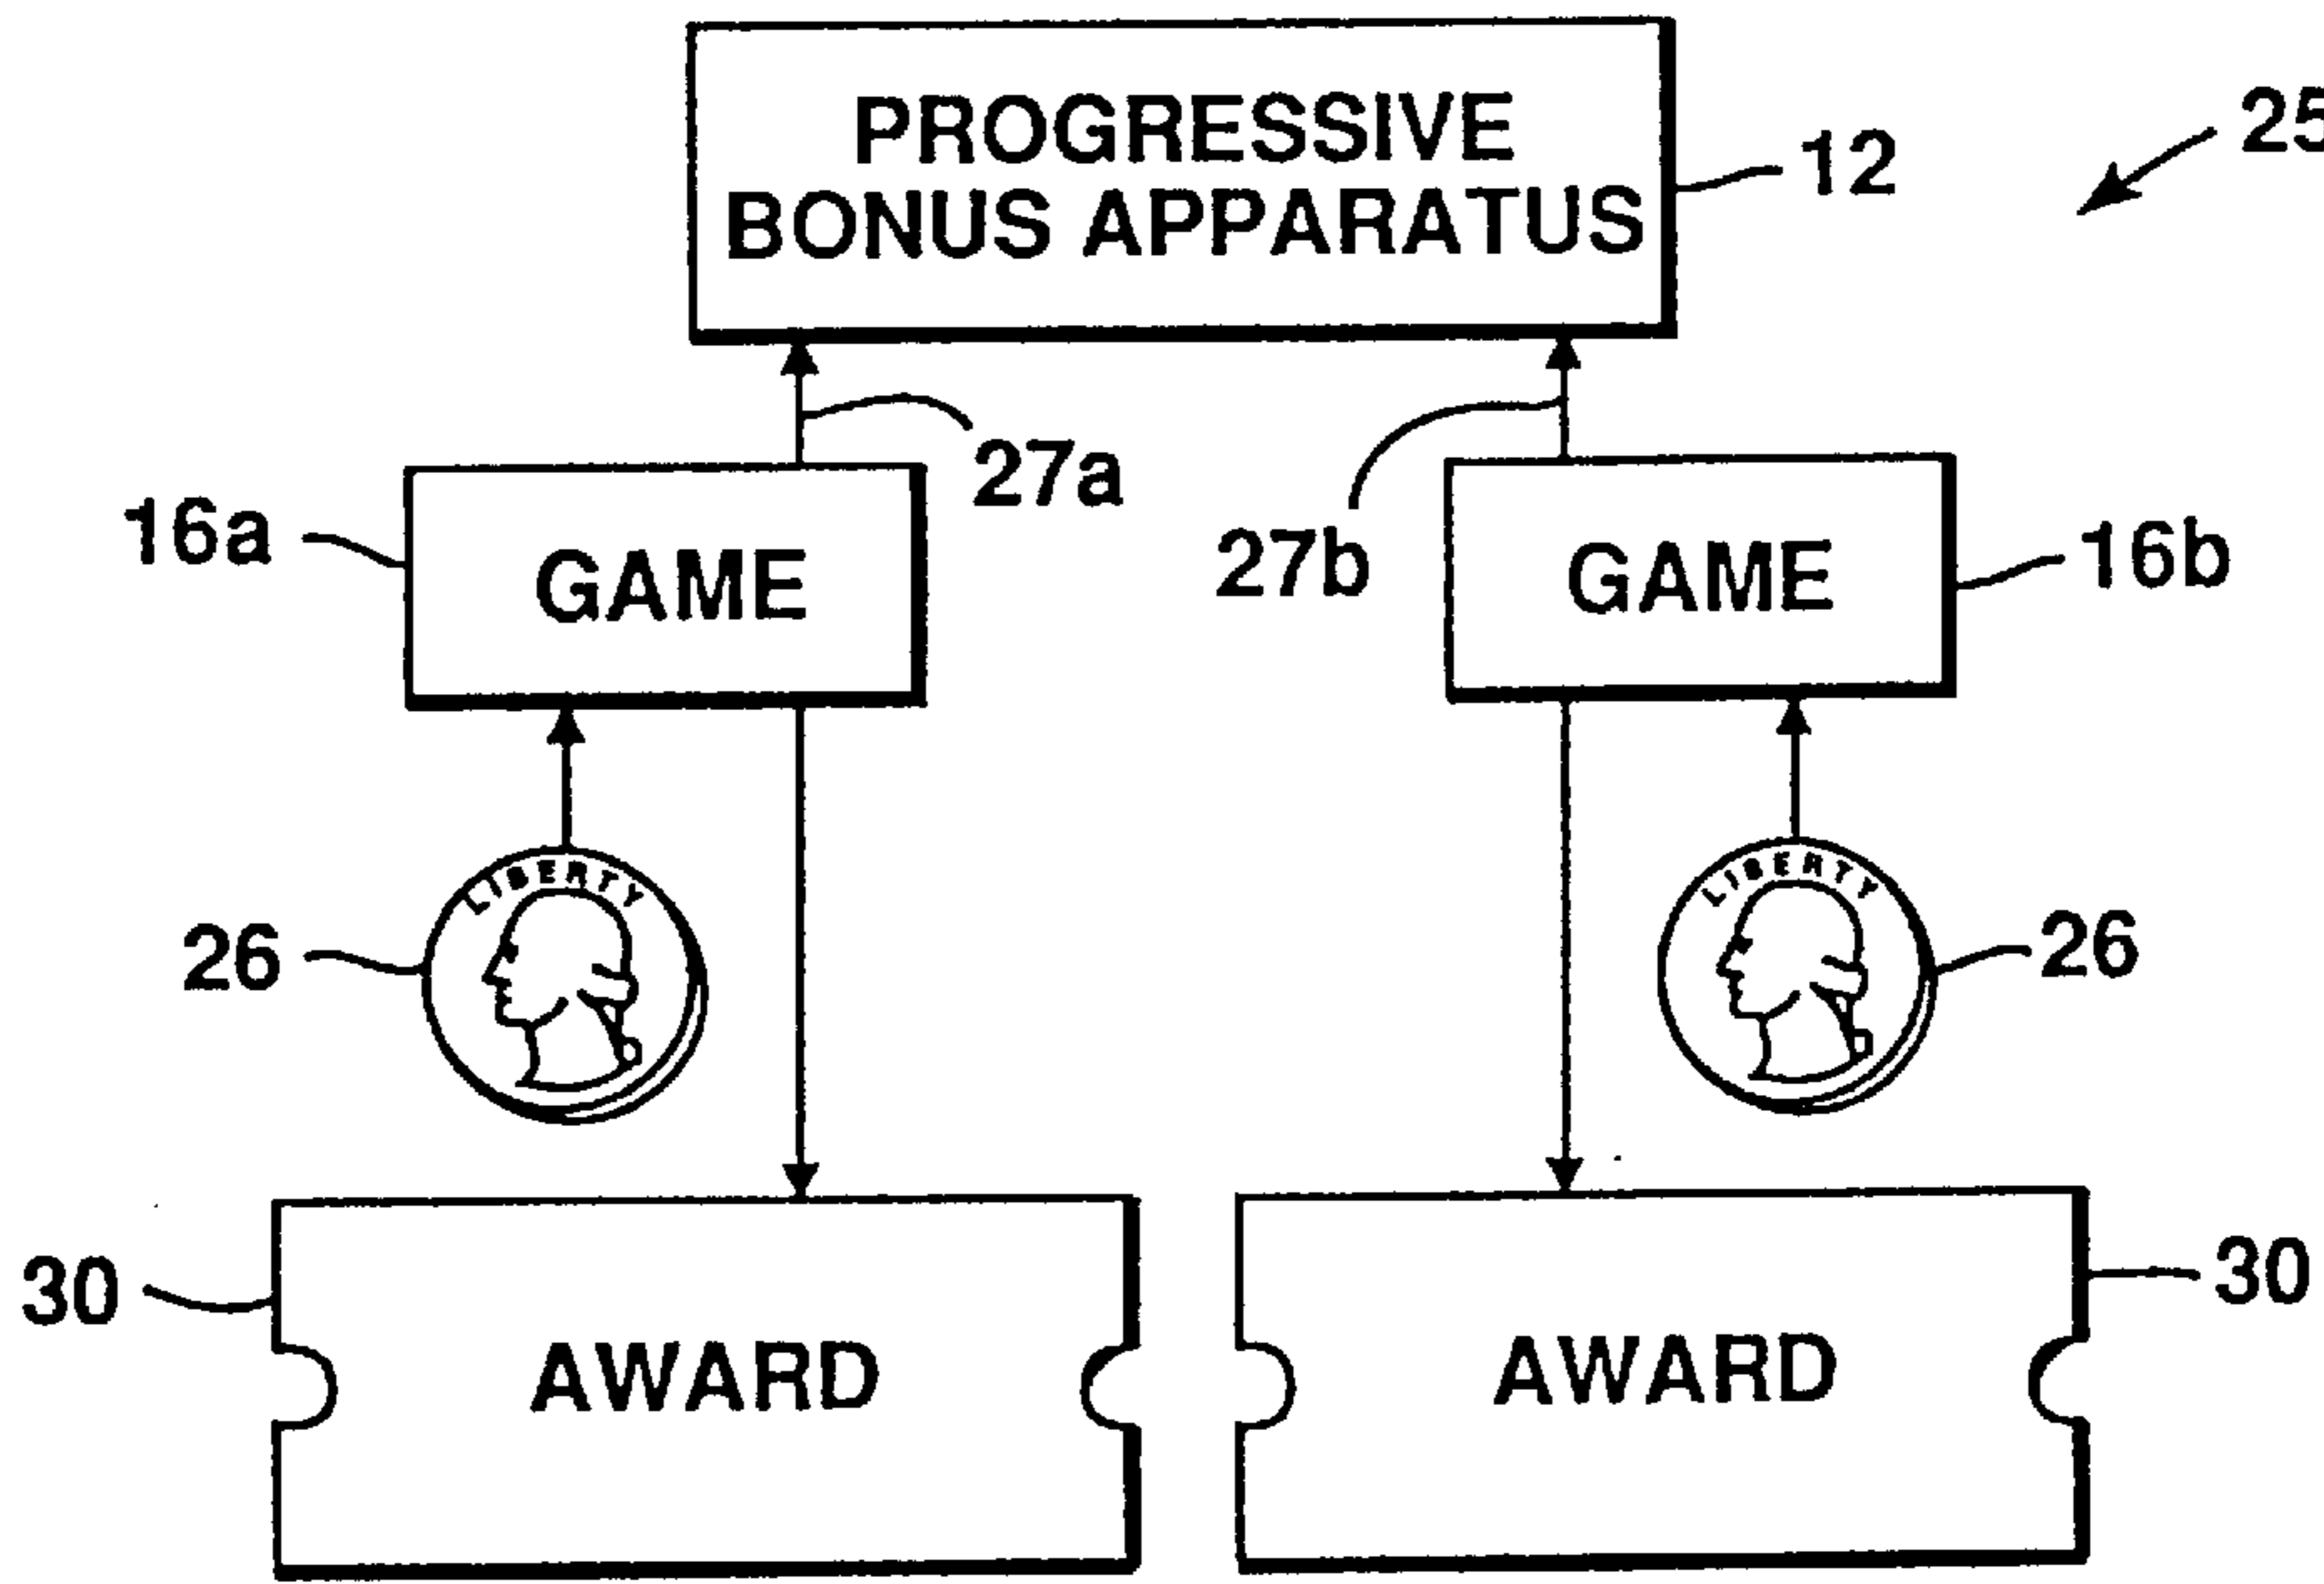 PROGRESSIVE
BONUS APPARATUS
12
25
27a
27b
16a
GAME
GAME
16b
LIBERTY
LIBERTY
26
26
30
AWARD
AWARD
30